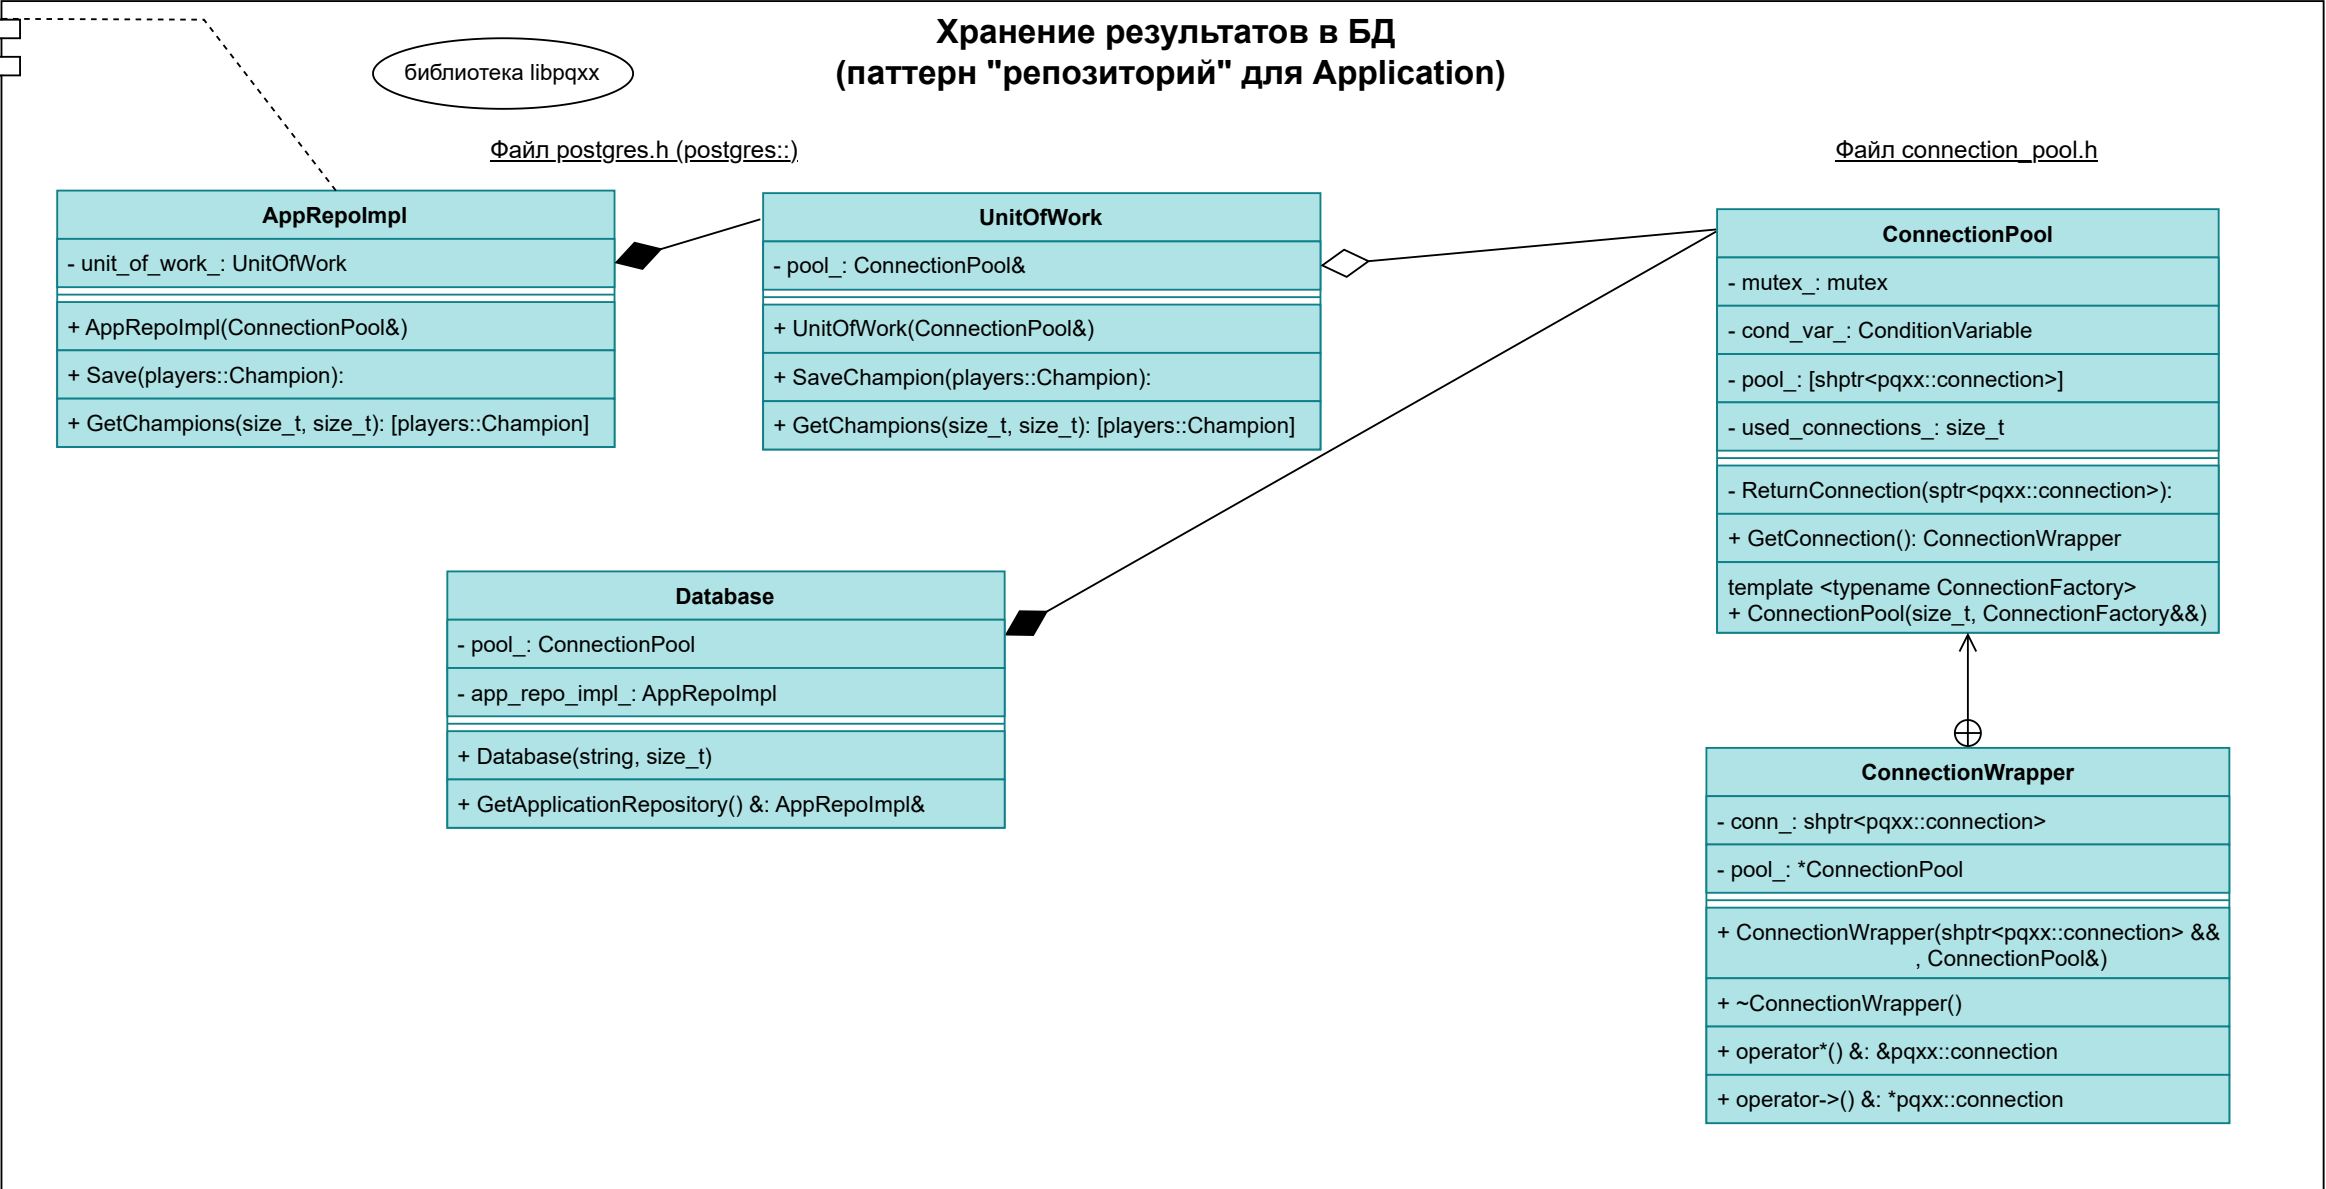 Хранение результатов в БД
(паттерн "репозиторий" для Application)
библиотека libpqxx
Файл postgres.h (postgres::)
Файл connection_pool.h
AppRepoImpl
- unit_of_work_: UnitOfWork
+ AppRepoImpl(ConnectionPool&)
+ Save(players::Champion):
+ GetChampions(size_t, size_t): [players::Champion]
UnitOfWork
- pool_: ConnectionPool&
+ UnitOfWork(ConnectionPool&)
+ SaveChampion(players::Champion):
+ GetChampions(size_t, size_t): [players::Champion]
ConnectionPool
- mutex_: mutex
- cond_var_: ConditionVariable
- pool_: [shptr<pqxx::connection>]
- used_connections_: size_t
- ReturnConnection(sptr<pqxx::connection>):
+ GetConnection(): ConnectionWrapper
template <typename ConnectionFactory>
+ ConnectionPool(size_t, ConnectionFactory&&)
Database
- pool_: ConnectionPool
- app_repo_impl_: AppRepoImpl
+ Database(string, size_t)
+ GetApplicationRepository() &: AppRepoImpl&
ConnectionWrapper
- conn_: shptr<pqxx::connection>
- pool_: *ConnectionPool
+ ConnectionWrapper(shptr<pqxx::connection> &&
, ConnectionPool&)
+ ~ConnectionWrapper()
+ operator*() &: &pqxx::connection
+ operator->() &: *pqxx::connection